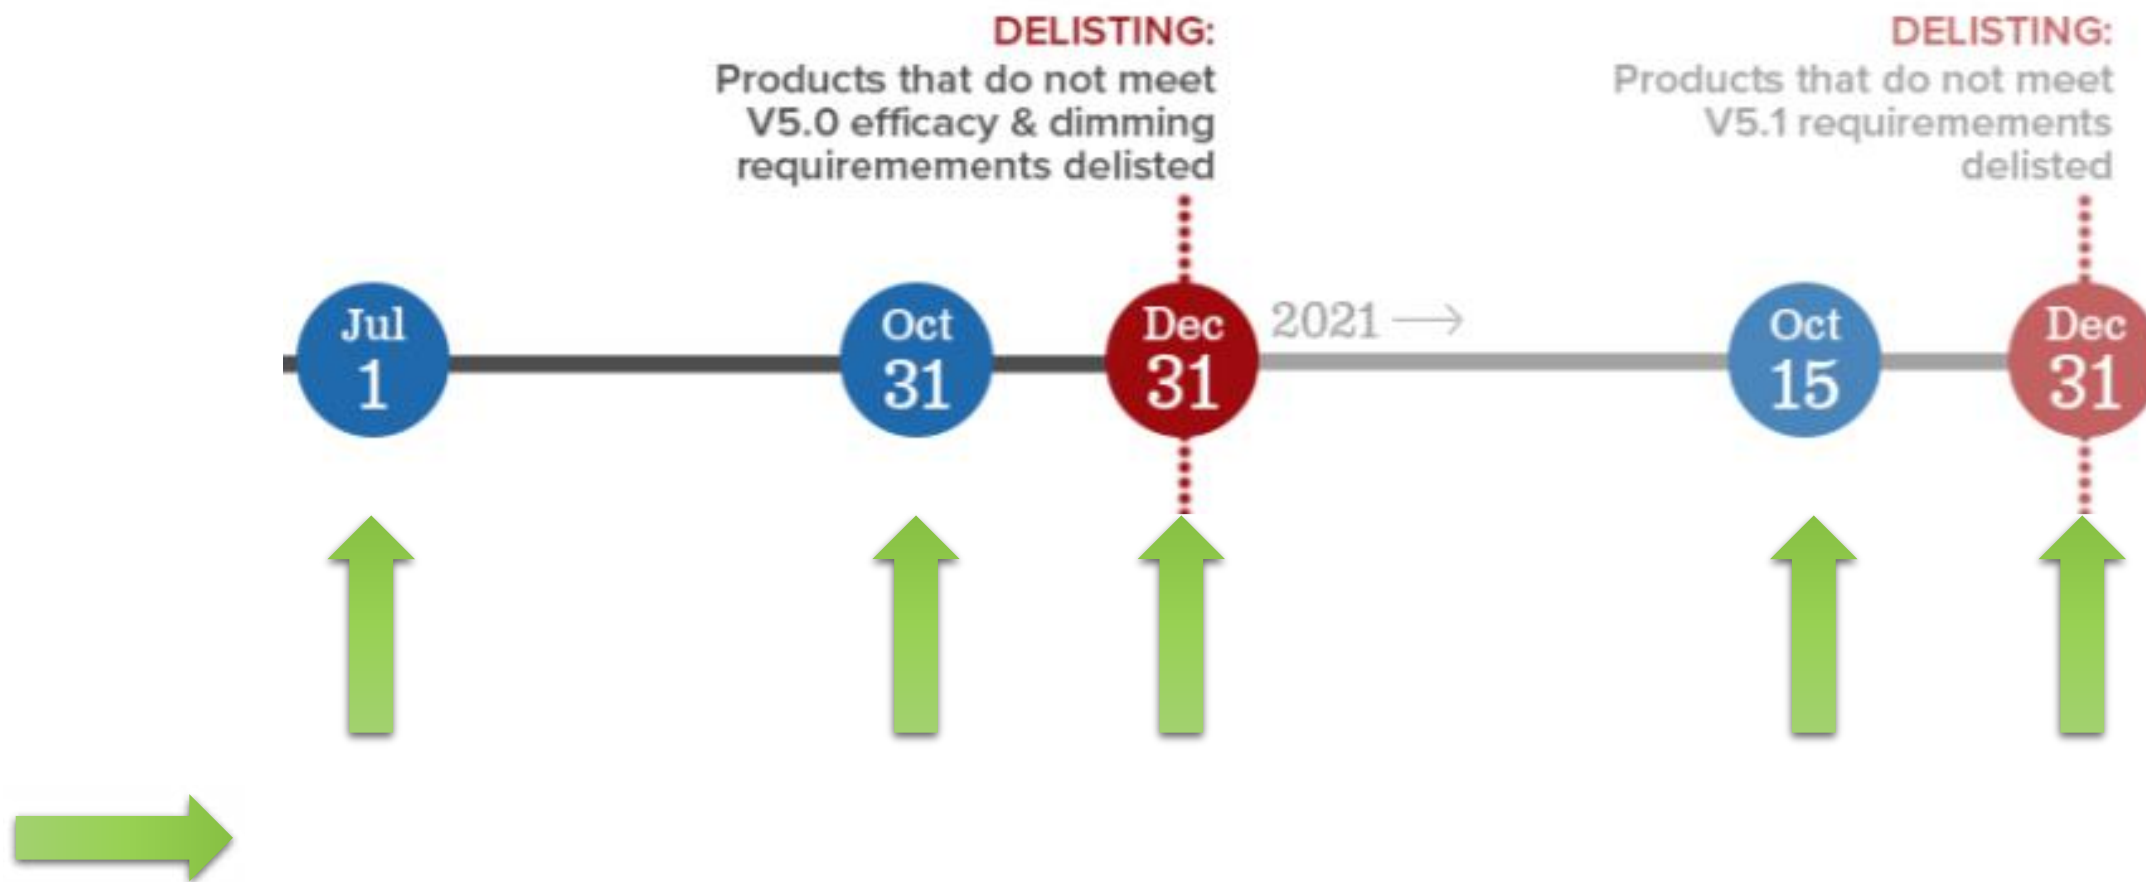 DELISTING:
Products that do not meet
V5.0 efficacy & dimming
requiremements delisted
DELISTING:
Products that do not meet
V5.1 requiremements
delisted
Jul
1
Oct
31
Dec
31
2021
Oct
15
Dec
31